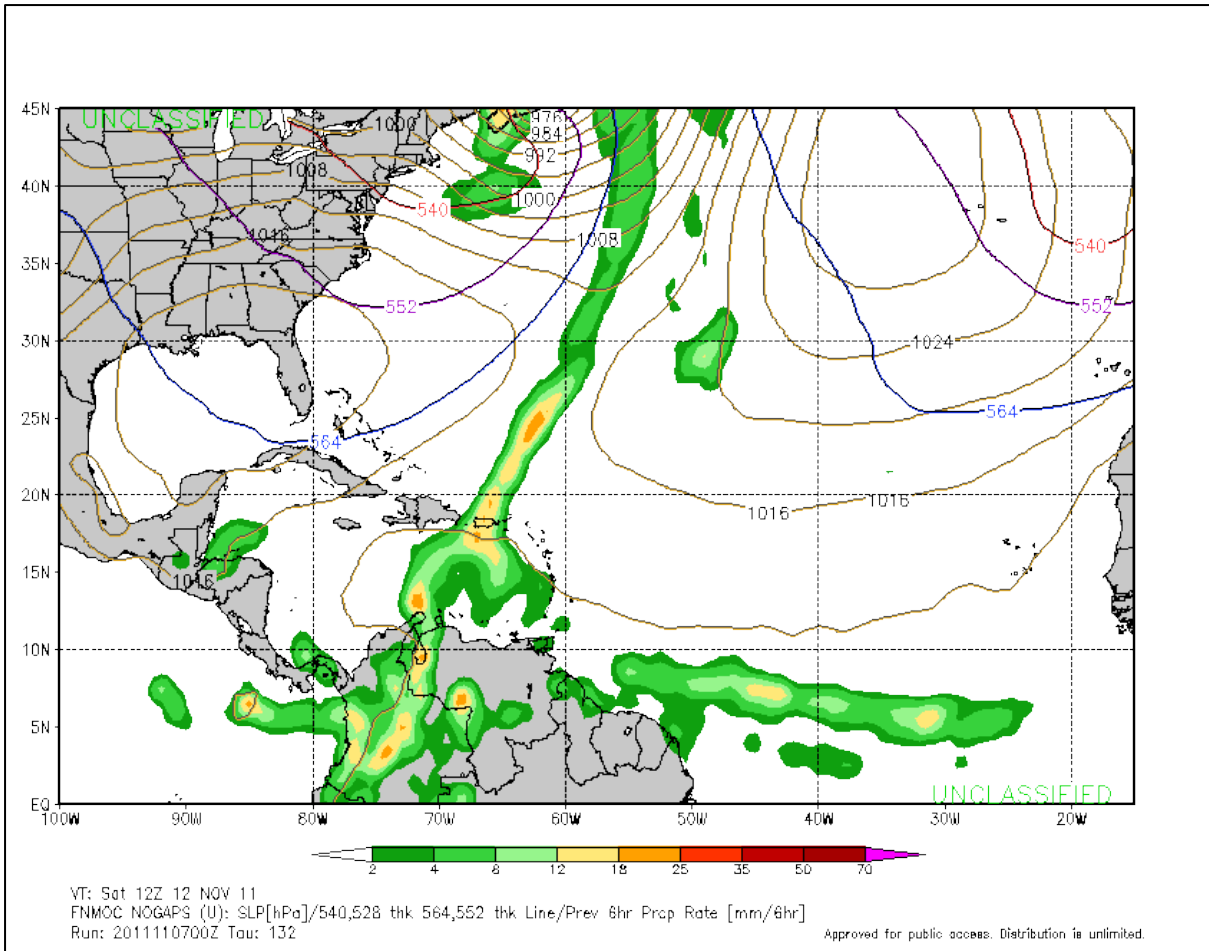 45N
UNCLASSIFIED
1000
976
984
992
1008
40N
540
1000
1016
1008
540
35N
552
552
30N
1024
25N
564
564
20N
1016
1016
15N
1016
10N
5N
UNCLASSIFIED
EQ
100W 90W 80W 70W 60W 50W 40W 30W 20W
2 4 6 12 18 25 35 50 70
VT: Sat 12Z 12 NOV 11
FNMOC NOGAPS (U): SLP[hPa]/540,528 thk 564,552 thk Line/Prev 6hr Prcp Rate [mm/6hr]
Run: 2011110700Z Tau: 132
Approved for public access. Distribution is unlimited.